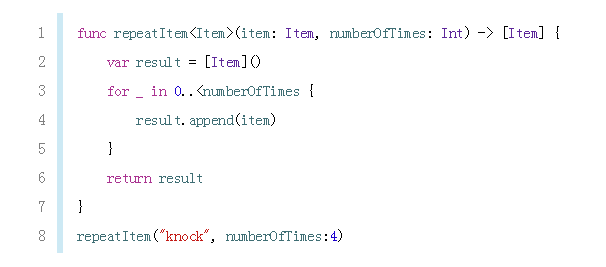 1 func repeatItem<Item>(item: Item, numberOfTimes: Int) -> [Item] {
2 var result = [Item]()
3 for _ in 0..<numberOfTimes {
4 result.append(item)
5 }
6 return result
7 }
8 repeatItem("knock", numberOfTimes:4)